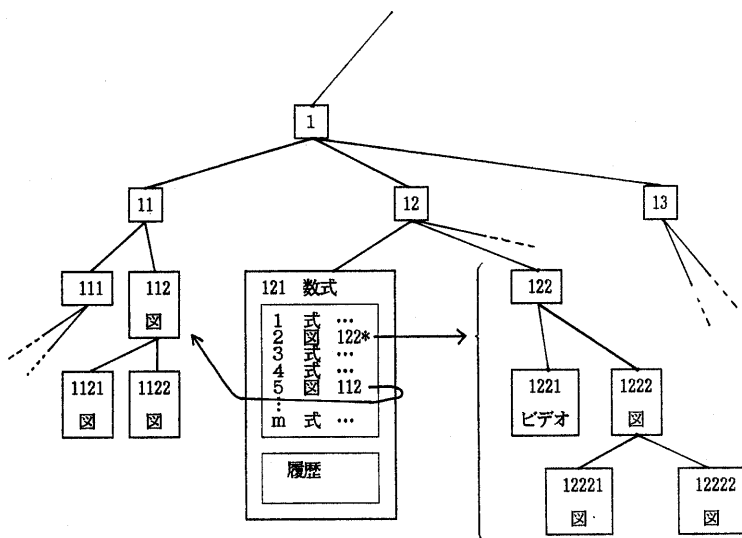 1
11
12
13
111
112
図
1121
図
1122
図
121 数式
1 式 …
2 図 122*
3 式 …
4 式 …
5 図 112
⋮
m 式 …
履歴
122
1221
ビデオ
1222
図
12221
図
12222
図